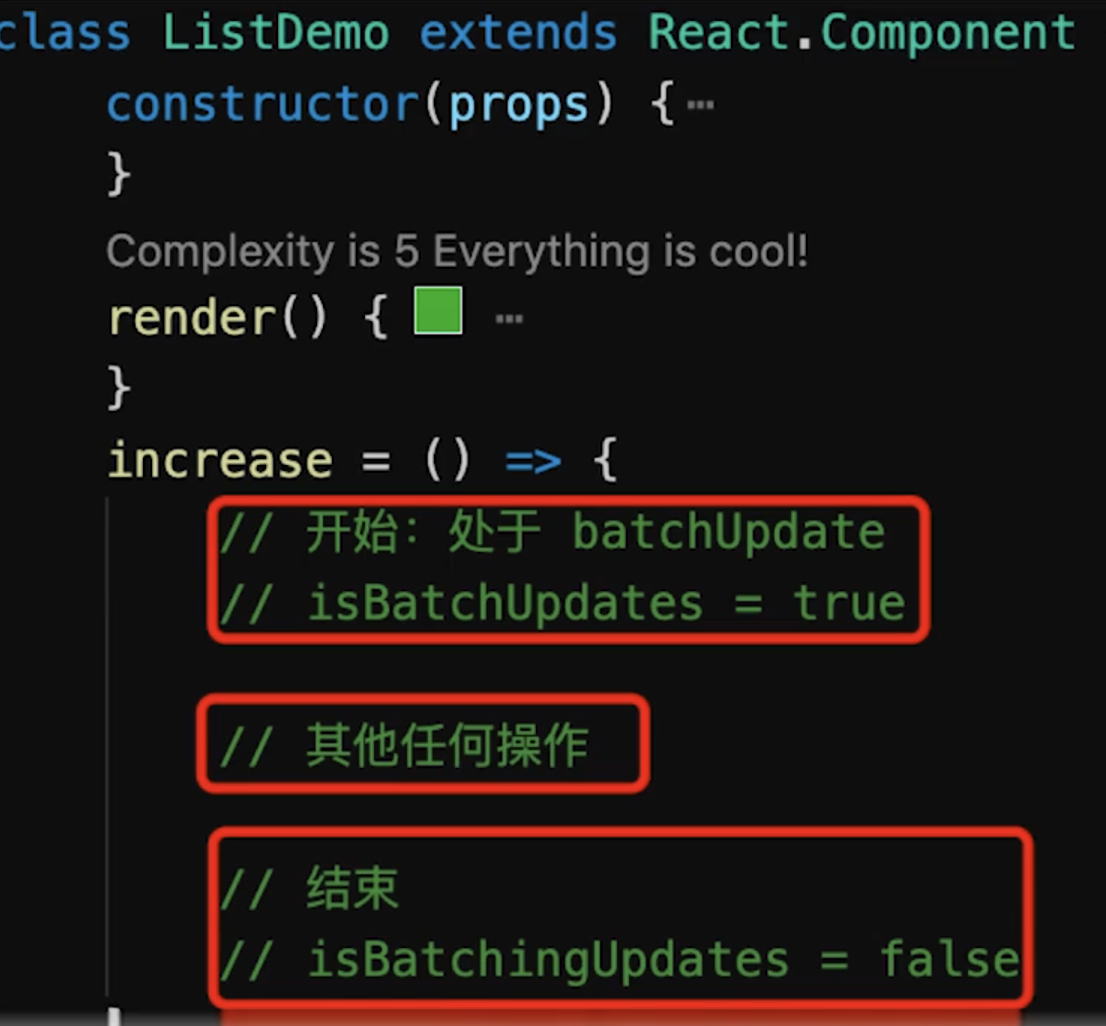 class ListDemo extends React.Component
constructor(props) {…
}
Complexity is 5 Everything is cool!
render() { …
}
increase = () => {
// 开始：处于 batchUpdate
// isBatchUpdates = true
// 其他任何操作
// 结束
// isBatchingUpdates = false